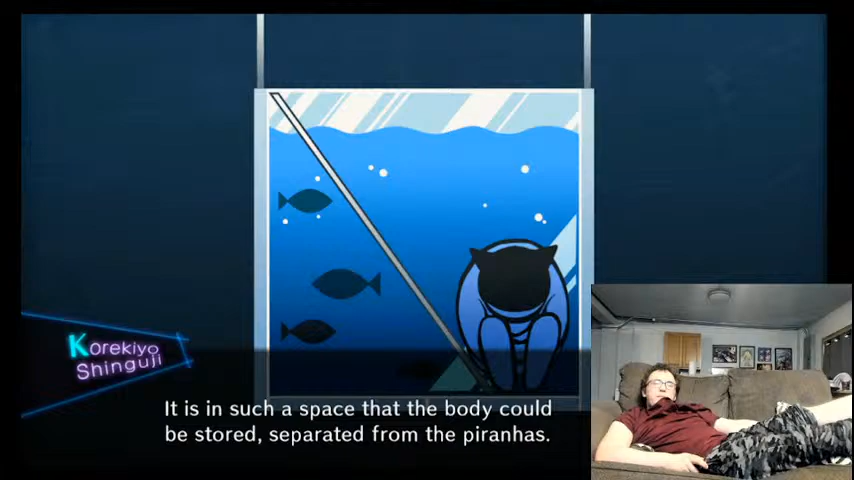 Korekiyo
Shinguji
It is in such a space that the body could
be stored, separated from the piranhas.